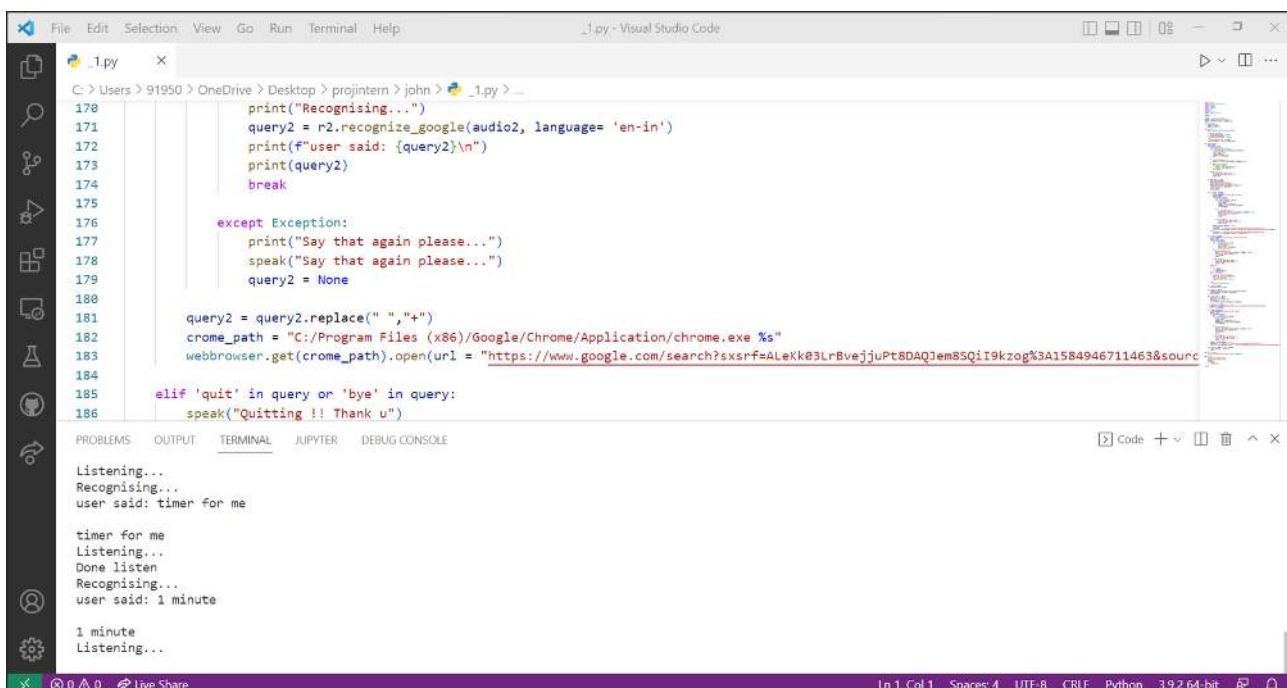 File Edit Selection View Go Run Terminal Help _1.py - Visual Studio Code
_1.py
C: > Users > 91950 > OneDrive > Desktop > projintern > john > _1.py > ...
170 print("Recognising...")
171 query2 = r2.recognize_google(audio2, language= 'en-in')
172 print(f"user said: {query2}\n")
173 print(query2)
174 break
175
176 except Exception:
177 print("Say that again please...")
178 speak("Say that again please...")
179 query2 = None
180
181 query2 = query2.replace(" ","+")
182 crome_path = "C:/Program Files (x86)/Google/Chrome/Application/chrome.exe %s"
183 webbrowser.get(crome_path).open(url = "https://www.google.com/search?sxsrf=ALeKk03LrBvejjuPt8DAQJem8SQiI9kzog%3A1584946711463&sourc
184
185 elif 'quit' in query or 'bye' in query:
186 speak("Quitting !! Thank u")
PROBLEMS OUTPUT TERMINAL JUPYTER DEBUG CONSOLE Code
Listening...
Recognising...
user said: timer for me
timer for me
Listening...
Done listen
Recognising...
user said: 1 minute
1 minute
Listening...
0 0 Live Share Ln 1, Col 1 Spaces: 4 UTF-8 CRLF Python 3.9.2 64-bit